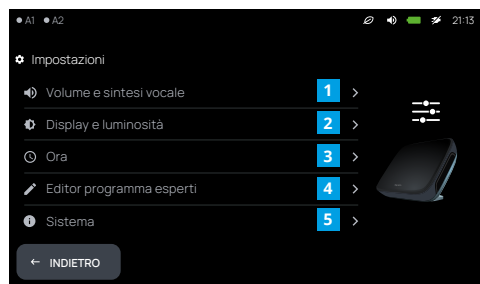 A1 A2 21:13
Impostazioni
Volume e sintesi vocale 1
Display e luminosità 2
Ora 3
Editor programma esperti 4
Sistema 5
INDIETRO